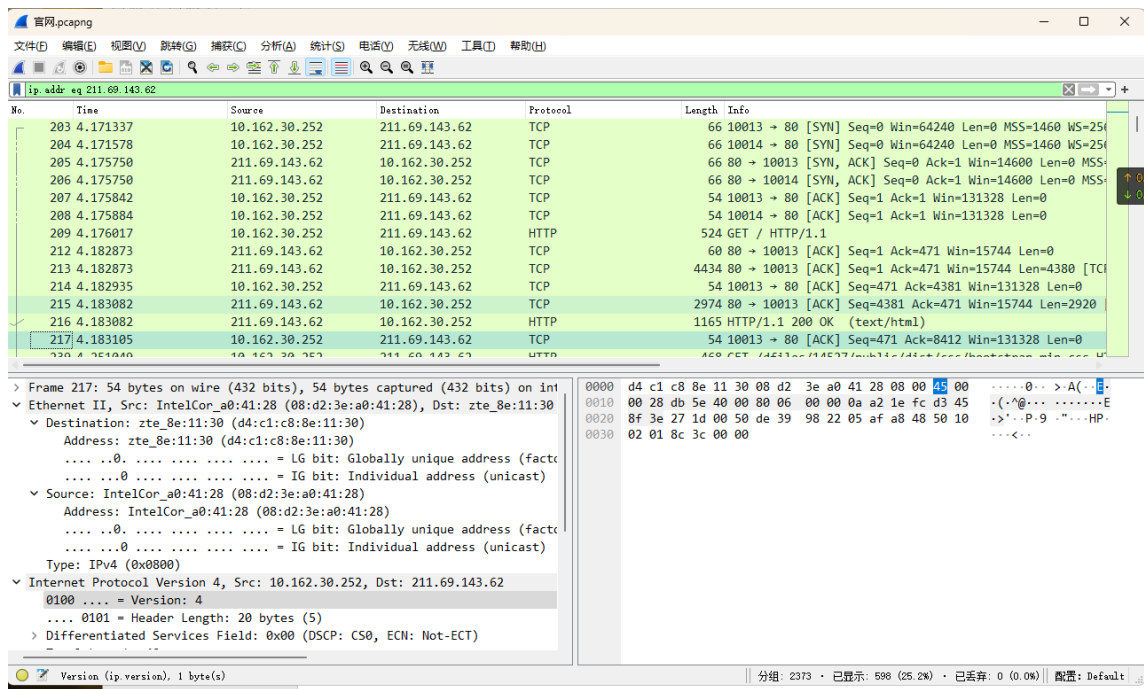 官网.pcapng
文件(F) 编辑(E) 视图(V) 跳转(G) 捕获(C) 分析(A) 统计(S) 电话(Y) 无线(W) 工具(T) 帮助(H)
ip.addr eq 211.69.143.62
No. Time Source Destination Protocol Length Info
203 4.171337 10.162.30.252 211.69.143.62 TCP 66 10013 → 80 [SYN] Seq=0 Win=64240 Len=0 MSS=1460 WS=256
204 4.171578 10.162.30.252 211.69.143.62 TCP 66 10014 → 80 [SYN] Seq=0 Win=64240 Len=0 MSS=1460 WS=256
205 4.175750 211.69.143.62 10.162.30.252 TCP 66 80 → 10013 [SYN, ACK] Seq=0 Ack=1 Win=14600 Len=0 MSS=
206 4.175750 211.69.143.62 10.162.30.252 TCP 66 80 → 10014 [SYN, ACK] Seq=0 Ack=1 Win=14600 Len=0 MSS=
207 4.175842 10.162.30.252 211.69.143.62 TCP 54 10013 → 80 [ACK] Seq=1 Ack=1 Win=131328 Len=0
208 4.175884 10.162.30.252 211.69.143.62 TCP 54 10014 → 80 [ACK] Seq=1 Ack=1 Win=131328 Len=0
209 4.176017 10.162.30.252 211.69.143.62 HTTP 524 GET / HTTP/1.1
212 4.182873 211.69.143.62 10.162.30.252 TCP 60 80 → 10013 [ACK] Seq=1 Ack=471 Win=15744 Len=0
213 4.182873 211.69.143.62 10.162.30.252 TCP 4434 80 → 10013 [ACK] Seq=1 Ack=471 Win=15744 Len=4380 [TCP
214 4.182935 10.162.30.252 211.69.143.62 TCP 54 10013 → 80 [ACK] Seq=471 Ack=4381 Win=131328 Len=0
215 4.183082 211.69.143.62 10.162.30.252 TCP 2974 80 → 10013 [ACK] Seq=4381 Ack=471 Win=15744 Len=2920 [
216 4.183082 211.69.143.62 10.162.30.252 HTTP 1165 HTTP/1.1 200 OK (text/html)
217 4.183105 10.162.30.252 211.69.143.62 TCP 54 10013 → 80 [ACK] Seq=471 Ack=8412 Win=131328 Len=0
Frame 217: 54 bytes on wire (432 bits), 54 bytes captured (432 bits) on int
Ethernet II, Src: IntelCor_a0:41:28 (08:d2:3e:a0:41:28), Dst: zte_8e:11:30
Destination: zte_8e:11:30 (d4:c1:c8:8e:11:30)
Address: zte_8e:11:30 (d4:c1:c8:8e:11:30)
.... ..0. .... .... .... .... = LG bit: Globally unique address (facto
.... ...0 .... .... .... .... = IG bit: Individual address (unicast)
Source: IntelCor_a0:41:28 (08:d2:3e:a0:41:28)
Address: IntelCor_a0:41:28 (08:d2:3e:a0:41:28)
.... ..0. .... .... .... .... = LG bit: Globally unique address (facto
.... ...0 .... .... .... .... = IG bit: Individual address (unicast)
Type: IPv4 (0x0800)
Internet Protocol Version 4, Src: 10.162.30.252, Dst: 211.69.143.62
0100 .... = Version: 4
.... 0101 = Header Length: 20 bytes (5)
Differentiated Services Field: 0x00 (DSCP: CS0, ECN: Not-ECT)
0000 d4 c1 c8 8e 11 30 08 d2 3e a0 41 28 08 00 45 00 ·····0·· >·A(··E·
0010 00 28 db 5e 40 00 80 06 00 00 0a a2 1e fc d3 45 ·(·^@··· ·······E
0020 8f 3e 27 1d 00 50 de 39 98 22 05 af a8 48 50 10 ·>'··P·9 ·"···HP·
0030 02 01 8c 3c 00 00 ···<··
Version (ip.version), 1 byte(s) 分组: 2373 · 已显示: 598 (25.2%) · 已丢弃: 0 (0.0%) 配置: Default